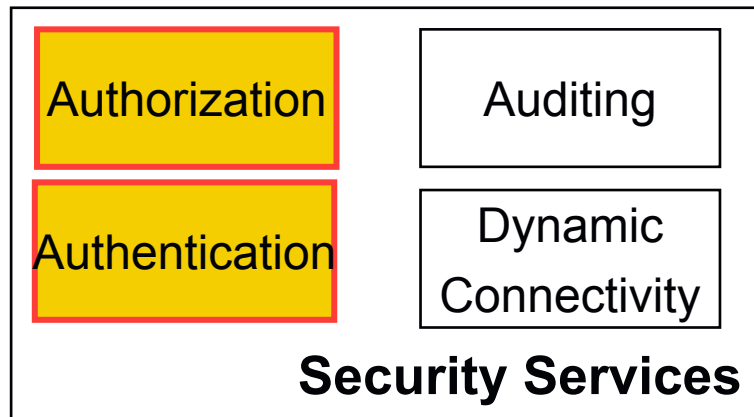 Authorization
Auditing
Authentication
Dynamic
Connectivity
Security Services